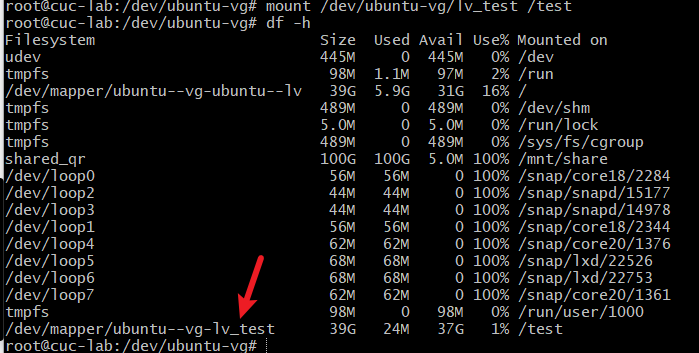 root@cuc-lab:/dev/ubuntu-vg# mount /dev/ubuntu-vg/lv_test /test
root@cuc-lab:/dev/ubuntu-vg# df -h
Filesystem                         Size  Used Avail Use% Mounted on
udev                               445M     0  445M   0% /dev
tmpfs                               98M  1.1M   97M   2% /run
/dev/mapper/ubuntu--vg-ubuntu--lv   39G  5.9G   31G  16% /
tmpfs                              489M     0  489M   0% /dev/shm
tmpfs                              5.0M     0  5.0M   0% /run/lock
tmpfs                              489M     0  489M   0% /sys/fs/cgroup
shared_qr                          100G  100G  5.0M 100% /mnt/share
/dev/loop0                          56M   56M     0 100% /snap/core18/2284
/dev/loop2                          44M   44M     0 100% /snap/snapd/15177
/dev/loop3                          44M   44M     0 100% /snap/snapd/14978
/dev/loop1                          56M   56M     0 100% /snap/core18/2344
/dev/loop4                          62M   62M     0 100% /snap/core20/1376
/dev/loop5                          68M   68M     0 100% /snap/lxd/22526
/dev/loop6                          68M   68M     0 100% /snap/lxd/22753
/dev/loop7                          62M   62M     0 100% /snap/core20/1361
tmpfs                               98M     0   98M   0% /run/user/1000
/dev/mapper/ubuntu--vg-lv_test      39G   24M   37G   1% /test
root@cuc-lab:/dev/ubuntu-vg#